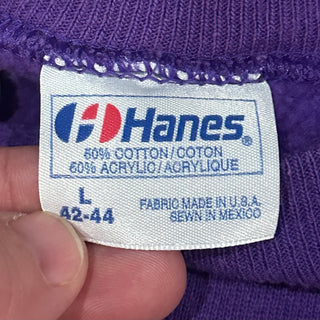 Hanes®
50% COTTON/COTON
50% ACRYLIC/ACRYLIQUE
L
42-44
FABRIC MADE IN U.S.A.
SEWN IN MEXICO